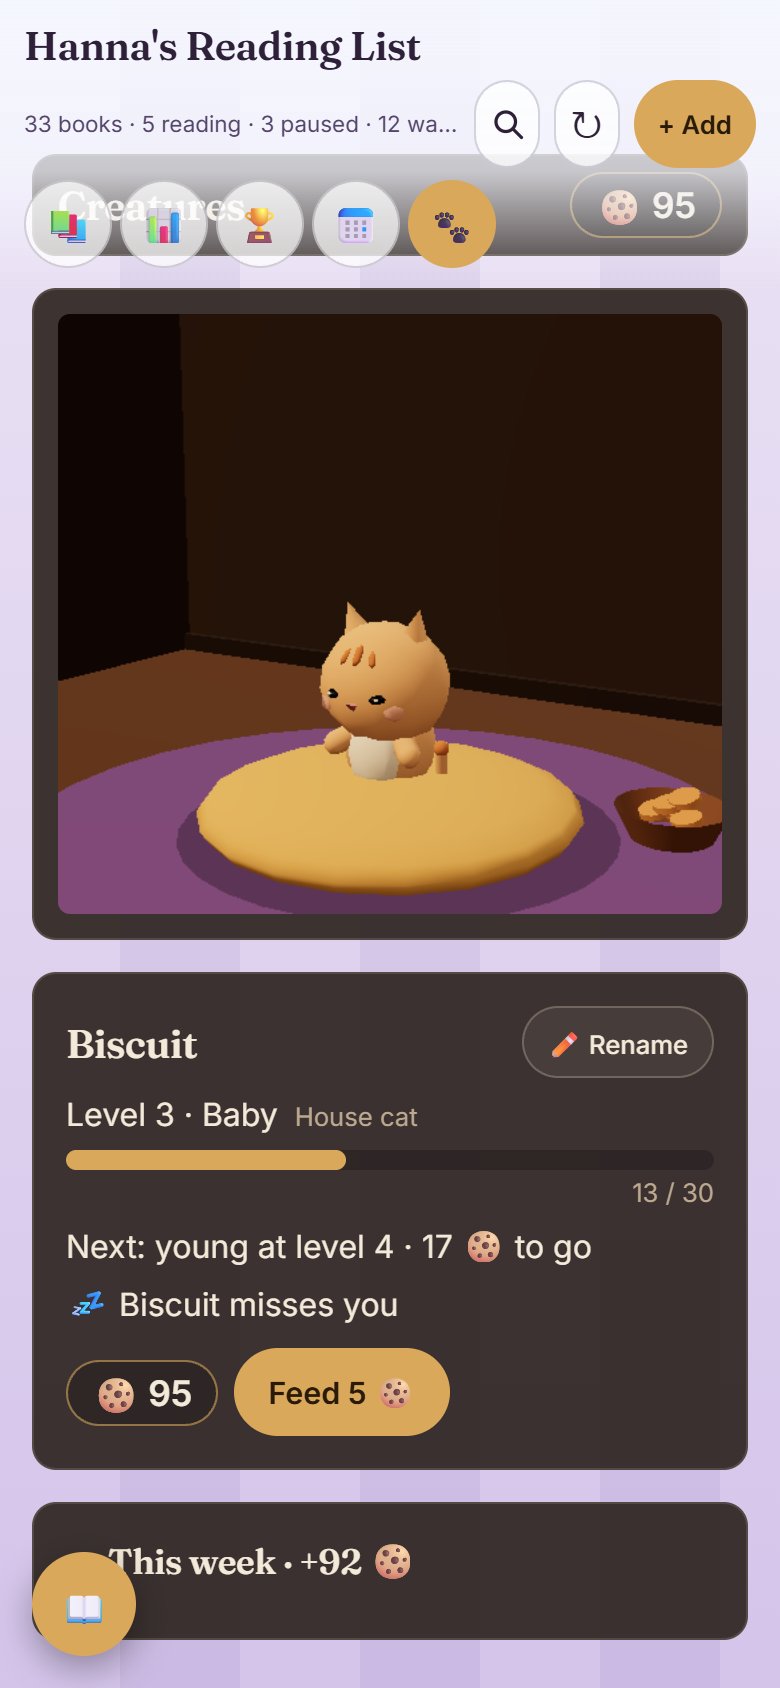 Hanna's Reading List
33 books · 5 reading · 3 paused · 12 wa...
+ Add
Creatures
95
Biscuit
Rename
Level 3 · Baby House cat
13 / 30
Next: young at level 4 · 17 to go
💤 Biscuit misses you
95
Feed 5
This week · +92